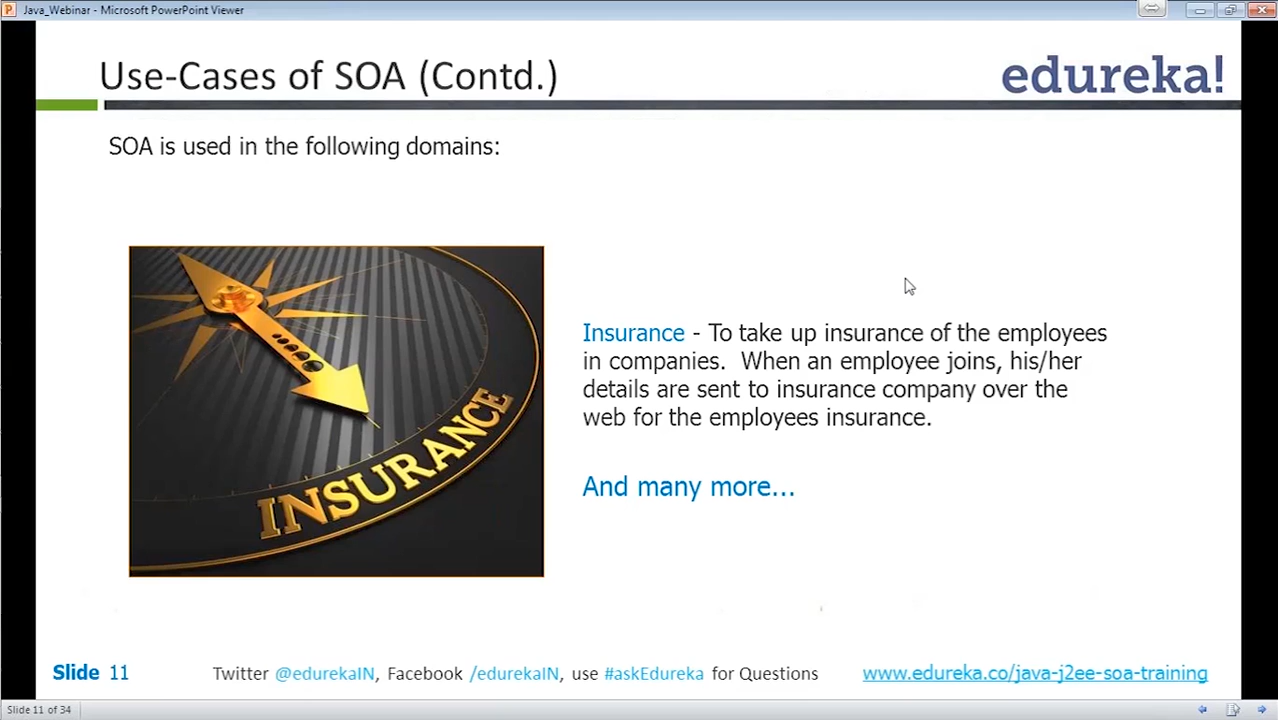 Java_Webinar - Microsoft PowerPoint Viewer
Use-Cases of SOA (Contd.)
edureka!
SOA is used in the following domains:
Insurance - To take up insurance of the employees
in companies.  When an employee joins, his/her
details are sent to insurance company over the
web for the employees insurance.
INSURANCE
And many more...
Slide 11
Twitter @edurekaIN, Facebook /edurekaIN, use #askEdureka for Questions
www.edureka.co/java-j2ee-soa-training
Slide 11 of 34